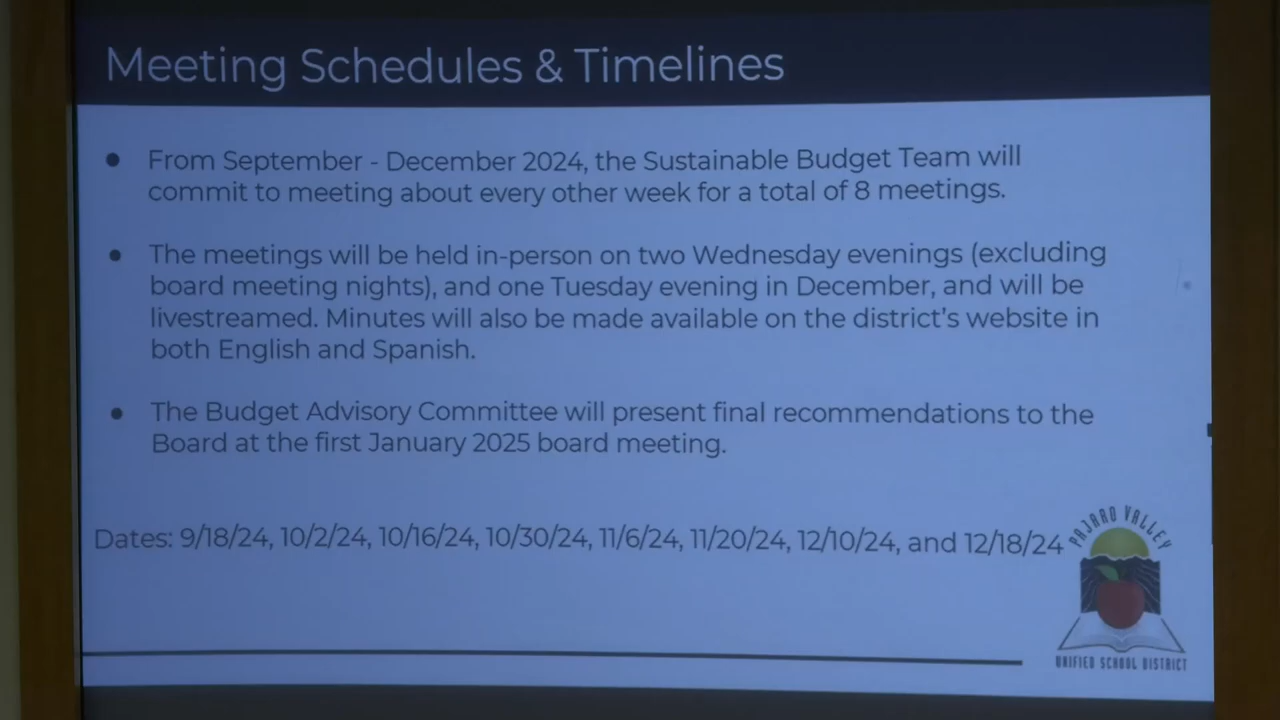 Meeting Schedules & Timelines
● From September - December 2024, the Sustainable Budget Team will
commit to meeting about every other week for a total of 8 meetings.
● The meetings will be held in-person on two Wednesday evenings (excluding
board meeting nights), and one Tuesday evening in December, and will be
livestreamed. Minutes will also be made available on the district's website in
both English and Spanish.
● The Budget Advisory Committee will present final recommendations to the
Board at the first January 2025 board meeting.
Dates: 9/18/24, 10/2/24, 10/16/24, 10/30/24, 11/6/24, 11/20/24, 12/10/24, and 12/18/24
PAJARO VALLEY
UNIFIED SCHOOL DISTRICT